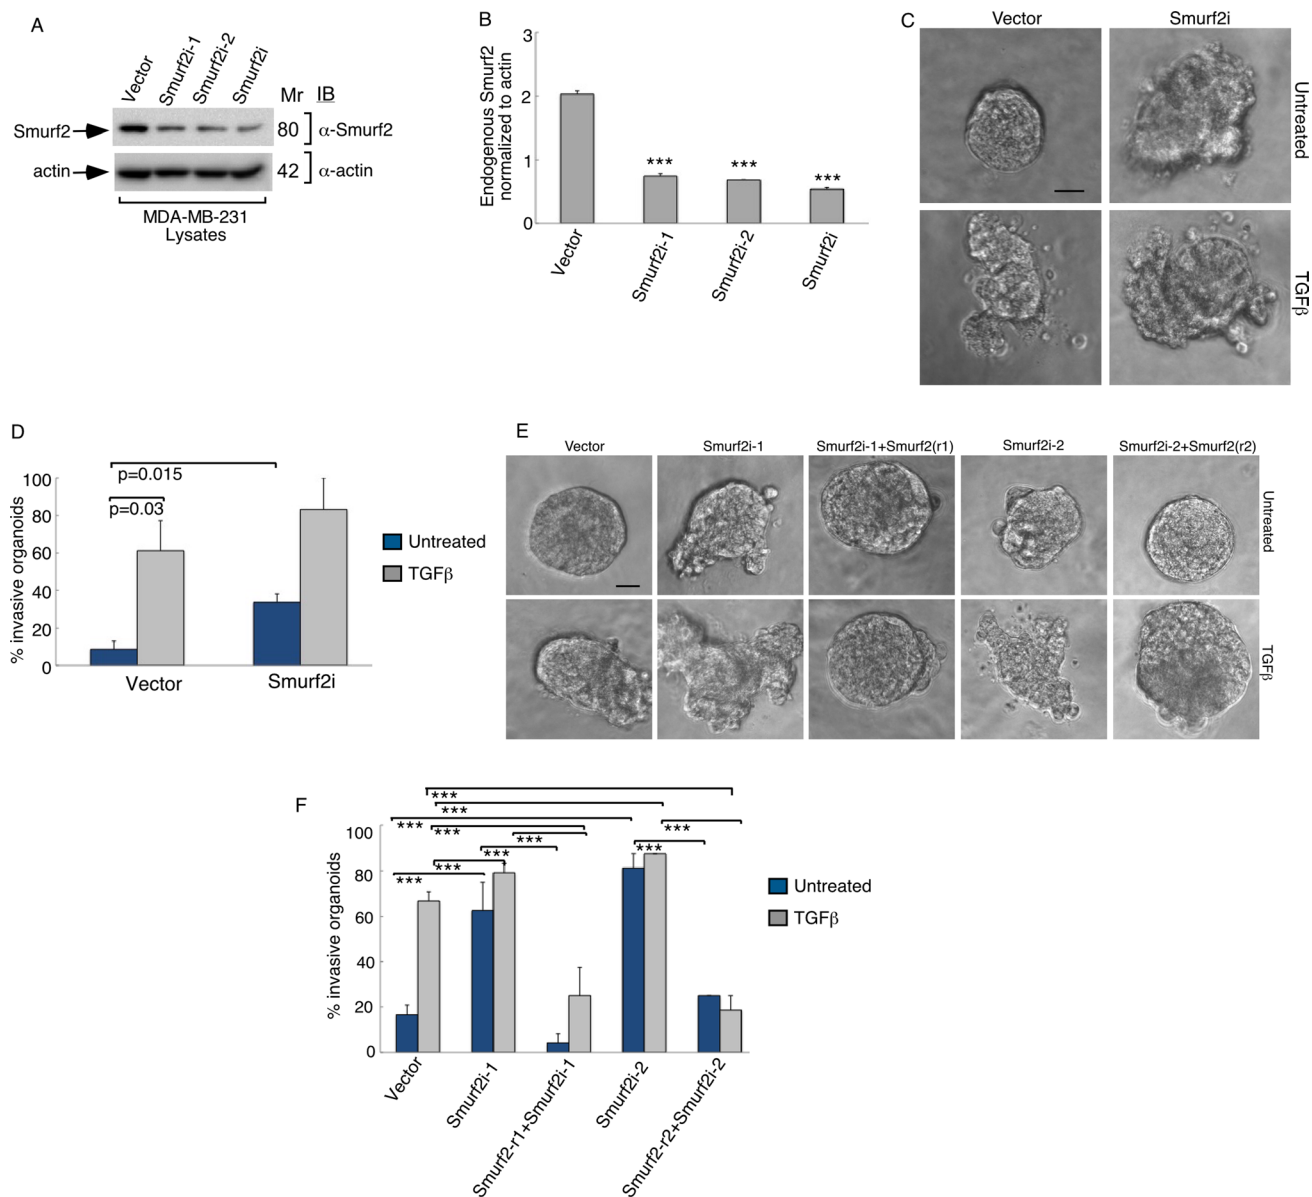 A
Vector
Smurf2i-1
Smurf2i-2
Smurf2i
Mr
IB
Smurf2
80
α-Smurf2
actin
42
α-actin
MDA-MB-231
Lysates
B
Endogenous Smurf2
normalized to actin
3
2
1
0
***
***
***
Vector
Smurf2i-1
Smurf2i-2
Smurf2i
C
Vector
Smurf2i
Untreated
TGFβ
D
% invasive organoids
100
80
60
40
20
0
p=0.015
p=0.03
Vector
Smurf2i
Untreated
TGFβ
E
Vector
Smurf2i-1
Smurf2i-1+Smurf2(r1)
Smurf2i-2
Smurf2i-2+Smurf2(r2)
Untreated
TGFβ
F
% invasive organoids
100
80
60
40
20
0
***
***
***
***
***
***
***
***
***
***
Vector
Smurf2i-1
Smurf2-r1+Smurf2i-1
Smurf2i-2
Smurf2-r2+Smurf2i-2
Untreated
TGFβ